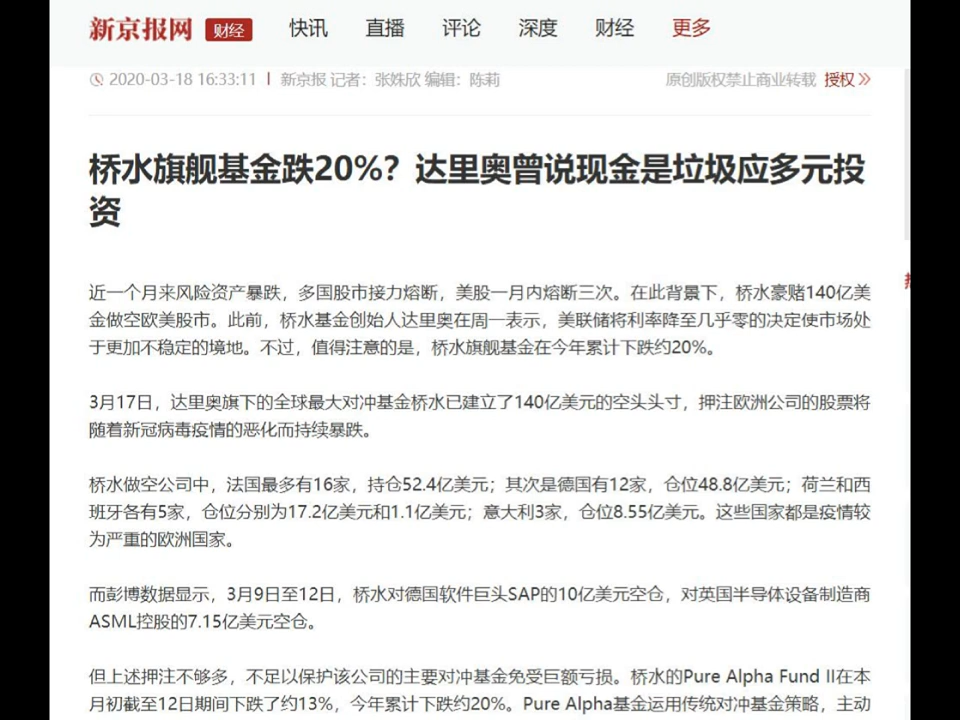 新京报网 财经 快讯 直播 评论 深度 财经 更多
2020-03-18 16:33:11 | 新京报 记者：张姝欣 编辑：陈莉 原创版权禁止商业转载 授权 >>
桥水旗舰基金跌20%？达里奥曾说现金是垃圾应多元投
资
近一个月来风险资产暴跌，多国股市接力熔断，美股一月内熔断三次。在此背景下，桥水豪赌140亿美
金做空欧美股市。此前，桥水基金创始人达里奥在周一表示，美联储将利率降至几乎零的决定使市场处
于更加不稳定的境地。不过，值得注意的是，桥水旗舰基金在今年累计下跌约20%。
3月17日，达里奥旗下的全球最大对冲基金桥水已建立了140亿美元的空头头寸，押注欧洲公司的股票将
随着新冠病毒疫情的恶化而持续暴跌。
桥水做空公司中，法国最多有16家，持仓52.4亿美元；其次是德国有12家，仓位48.8亿美元；荷兰和西
班牙各有5家，仓位分别为17.2亿美元和1.1亿美元；意大利3家，仓位8.55亿美元。这些国家都是疫情较
为严重的欧洲国家。
而彭博数据显示，3月9日至12日，桥水对德国软件巨头SAP的10亿美元空仓，对英国半导体设备制造商
ASML控股的7.15亿美元空仓。
但上述押注不够多，不足以保护该公司的主要对冲基金免受巨额亏损。桥水的Pure Alpha Fund II在本
月初截至12日期间下跌了约13%，今年累计下跌约20%。Pure Alpha基金运用传统对冲基金策略，主动